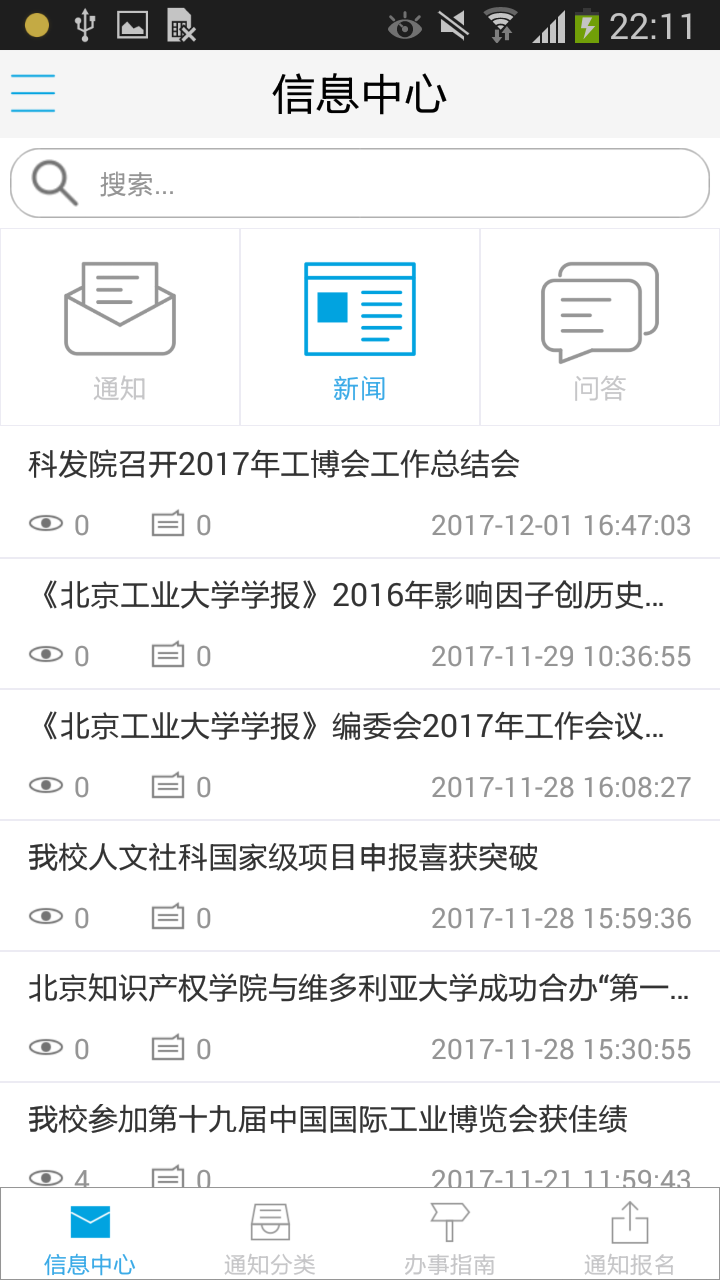 22:11
信息中心
搜索...
通知
新闻
问答
科发院召开2017年工博会工作总结会
0 0 2017-12-01 16:47:03
《北京工业大学学报》2016年影响因子创历史...
0 0 2017-11-29 10:36:55
《北京工业大学学报》编委会2017年工作会议...
0 0 2017-11-28 16:08:27
我校人文社科国家级项目申报喜获突破
0 0 2017-11-28 15:59:36
北京知识产权学院与维多利亚大学成功合办“第一...
0 0 2017-11-28 15:30:55
我校参加第十九届中国国际工业博览会获佳绩
4 0 2017-11-21 11:59:43
信息中心
通知分类
办事指南
通知报名